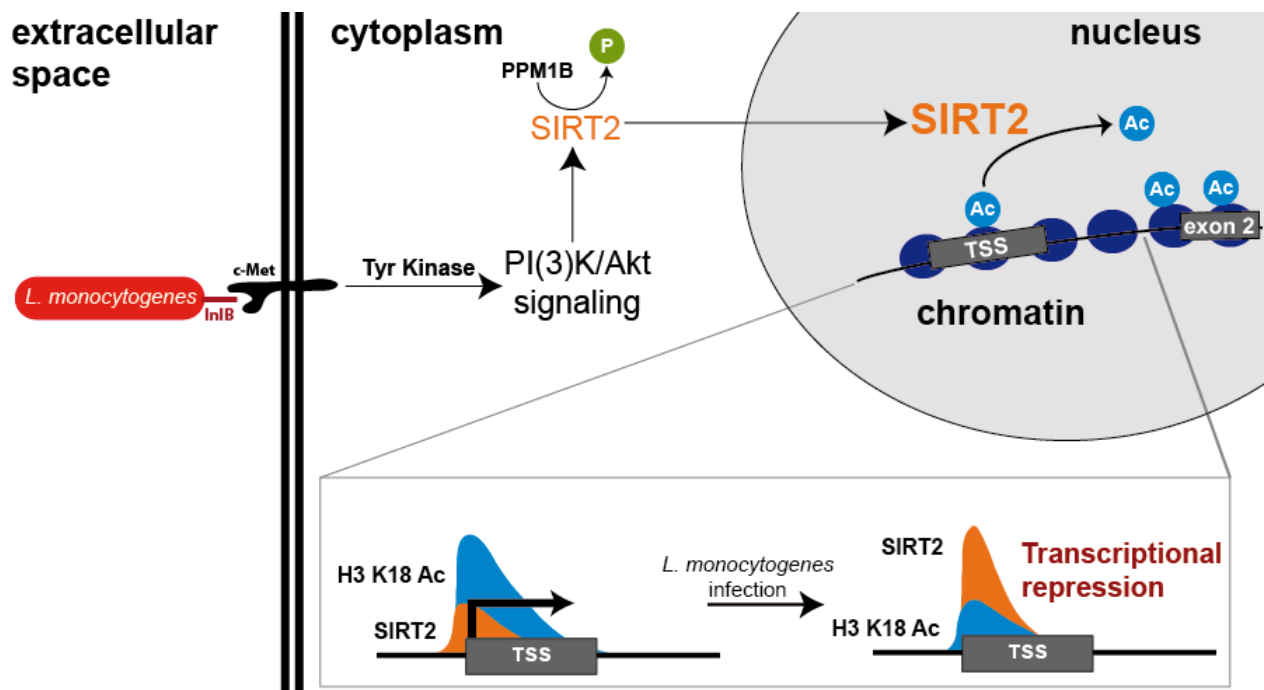 extracellular
space
cytoplasm
nucleus
PPM1B
P
SIRT2
SIRT2
Ac
Ac
Ac
Ac
TSS
exon 2
chromatin
c-Met
L. monocytogenes
InlB
Tyr Kinase
PI(3)K/Akt
signaling
H3 K18 Ac
SIRT2
TSS
L. monocytogenes
infection
SIRT2
H3 K18 Ac
Transcriptional
repression
TSS